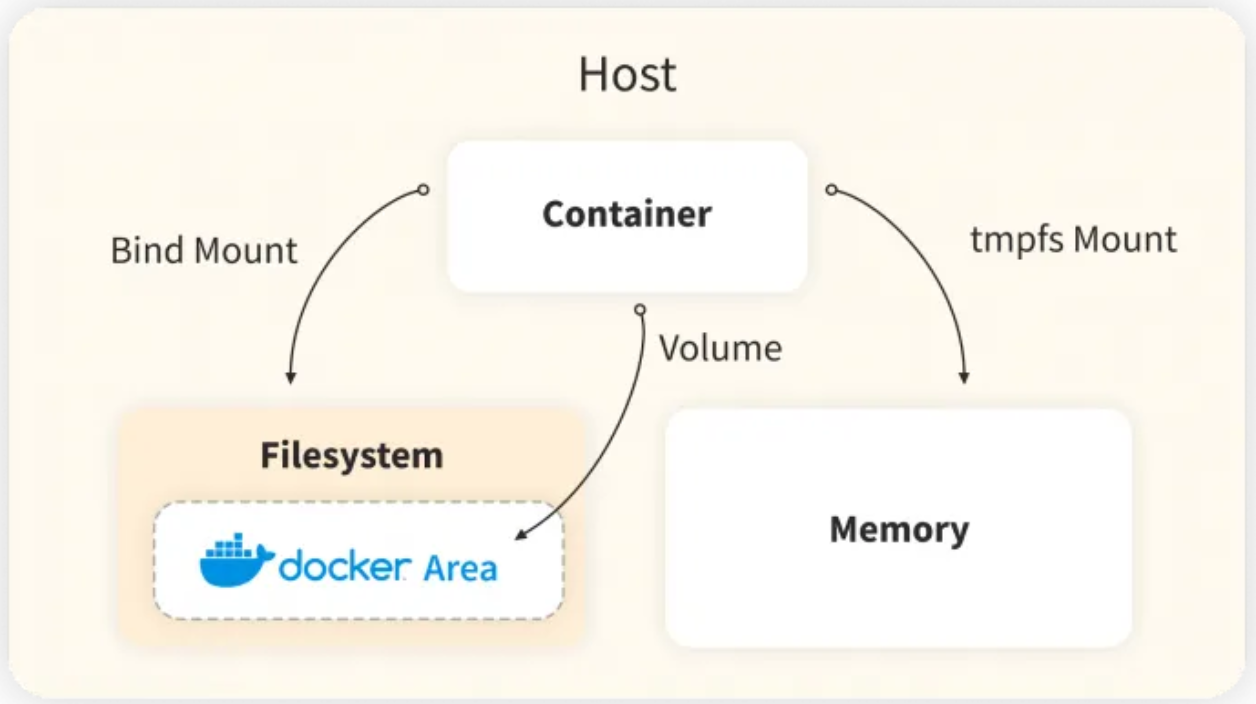 Host
Container
Bind Mount
tmpfs Mount
Volume
Filesystem
docker Area
Memory